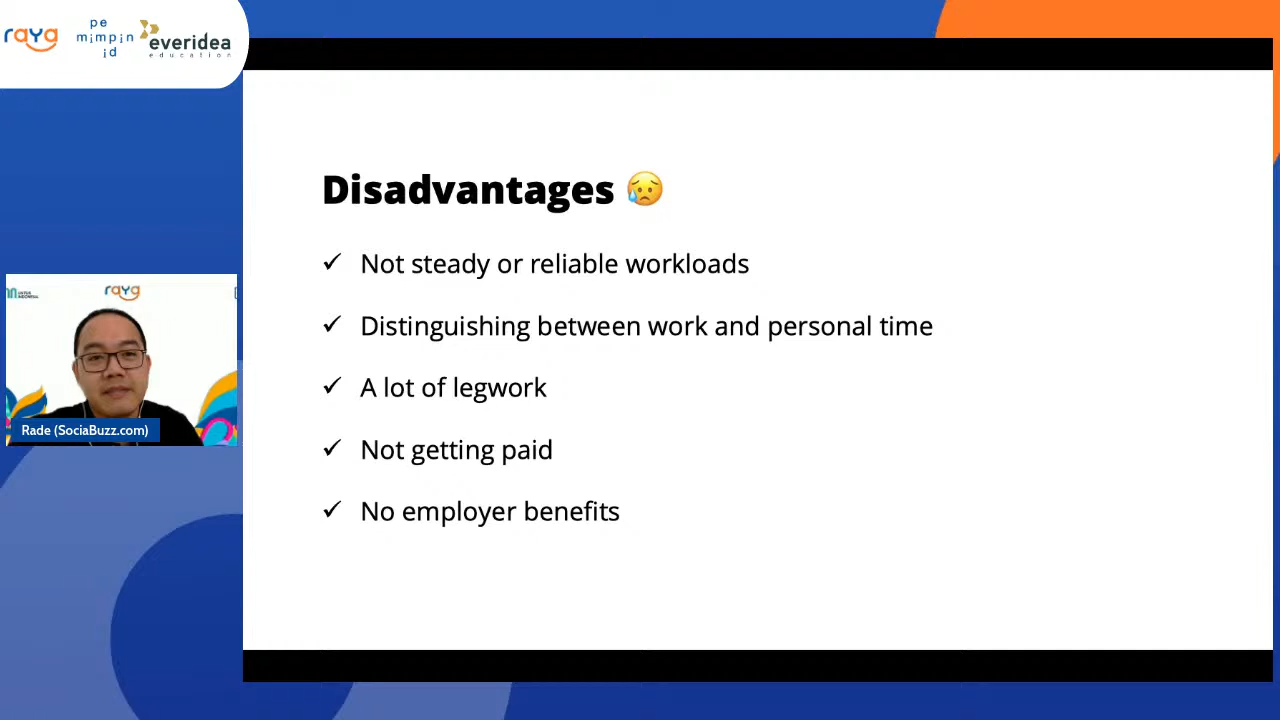 raya
pe
mimpin
id
everidea
education
Disadvantages 😥
✓ Not steady or reliable workloads
✓ Distinguishing between work and personal time
✓ A lot of legwork
✓ Not getting paid
✓ No employer benefits
raya
Rade (SociaBuzz.com)